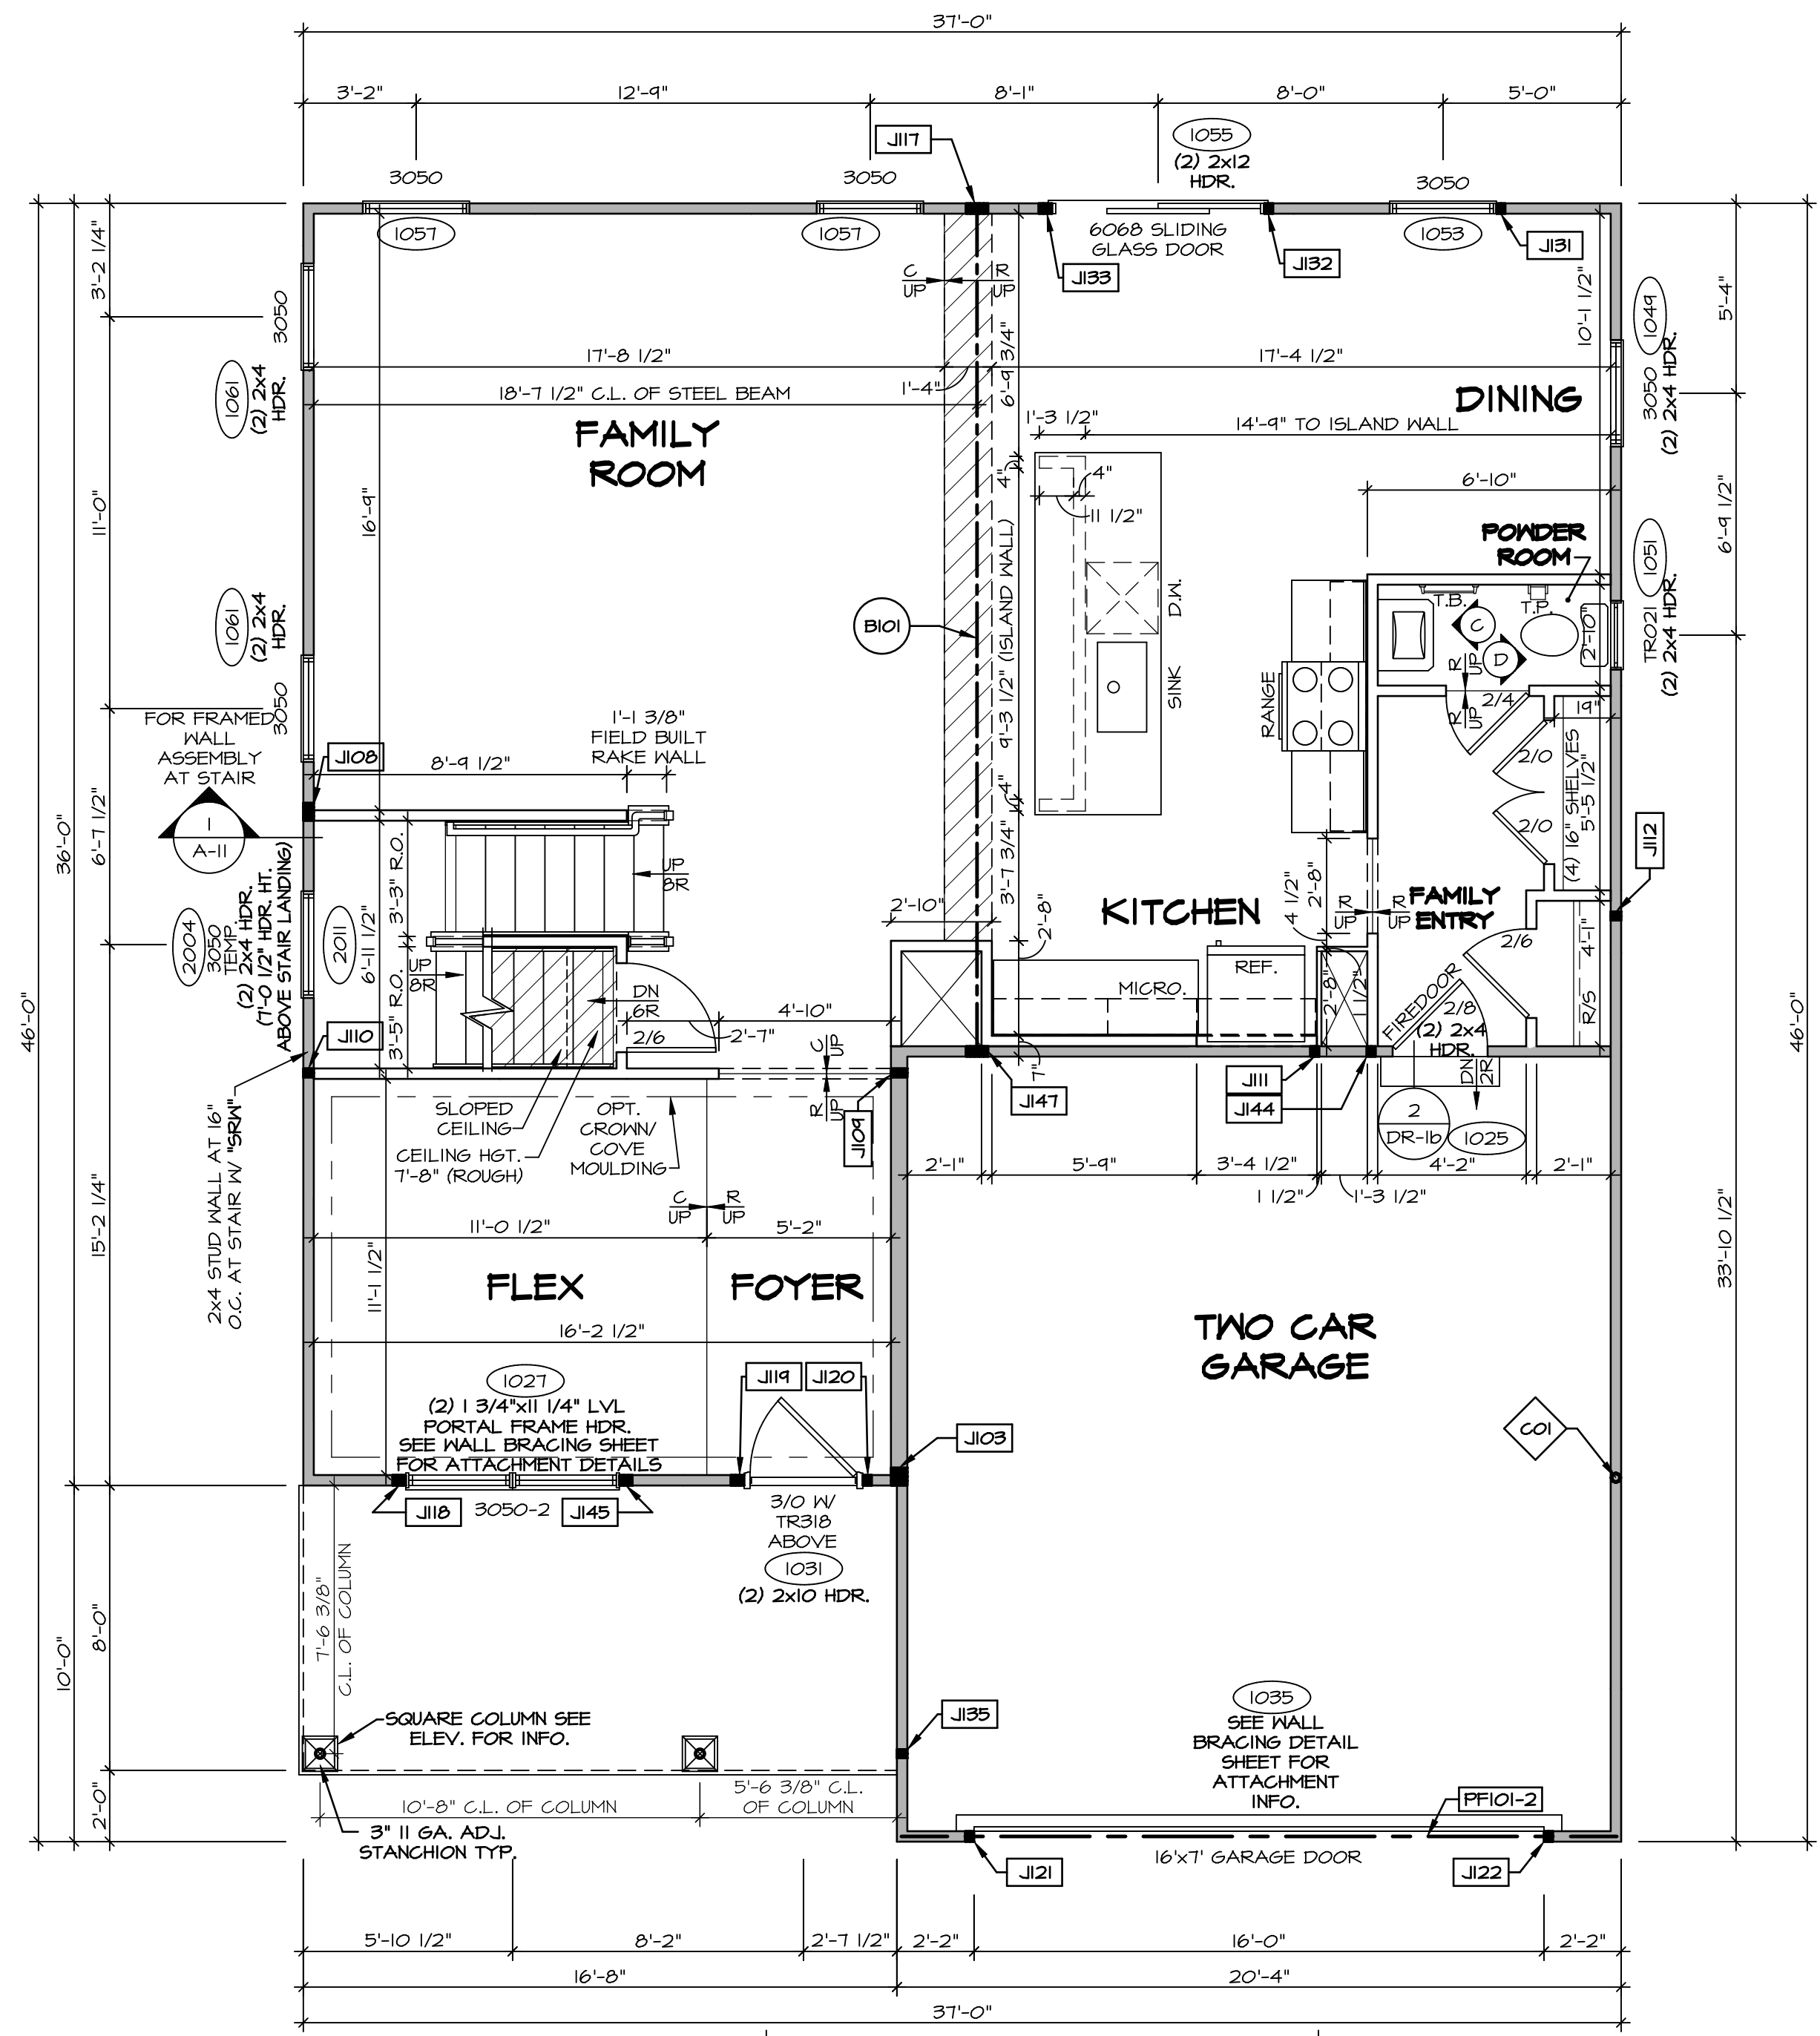 37'-0"
3'-2"
12'-9"
8'-1"
8'-0"
5'-0"
J117
1055
(2) 2x12
HDR.
3050
3050
3050
1057
1057
6068 SLIDING
GLASS DOOR
1053
J131
J132
J133
C
UP
R
UP
3'-2 1/4"
3050
1061
(2) 2x4
HDR.
10'-1 1/2"
1049
3050
(2) 2x4 HDR.
5'-4"
17'-8 1/2"
1'-4"
6'-9 3/4"
17'-4 1/2"
18'-7 1/2" C.L. OF STEEL BEAM
DINING
FAMILY
ROOM
1'-3 1/2"
14'-9" TO ISLAND WALL
4"
4"
11 1/2"
6'-10"
16'-9"
11'-0"
POWDER
ROOM
1051
TR021
(2) 2x4 HDR.
6'-9 1/2"
1061
(2) 2x4
HDR.
3050
B101
9'-3 1/2" (ISLAND WALL)
D.W.
SINK
RANGE
T.B.
T.P.
C
D
2'-10"
R
UP
R
UP
2/4
19"
2/0
2/0
(4) 16" SHELVES
5'-5 1/2"
FOR FRAMED
WALL
ASSEMBLY
AT STAIR
1
A-11
J108
8'-9 1/2"
1'-1 3/8"
FIELD BUILT
RAKE WALL
4"
J112
36'-0"
6'-7 1/2"
3'-3" R.O.
UP
8R
3'-7 3/4"
2'-8"
KITCHEN
4 1/2"
2'-8"
R
UP
R
UP
FAMILY
ENTRY
2'-10"
2004
3050
TEMP.
(2) 2x4 HDR.
(7'-0 1/2" HDR. HT.
ABOVE STAIR LANDING)
2011
6'-11 1/2"
3'-5" R.O.
UP
8R
DN
6R
2/6
2'-7"
4'-10"
MICRO.
REF.
2'-8"
1 1/2"
FIREDOOR
2/8
(2) 2x4
HDR.
2/6
4'-1"
R/S
46'-0"
46'-0"
J110
C
UP
R
UP
J109
7"
J147
J111
J144
DN
2R
2
DR-1b
1025
2x4 STUD WALL AT 16"
O.C. AT STAIR W/ "SRW"
SLOPED
CEILING
CEILING HGT.
7'-8" (ROUGH)
OPT.
CROWN/
COVE
MOULDING
2'-1"
5'-9"
3'-4 1/2"
4'-2"
2'-1"
1 1/2"
1'-3 1/2"
C
UP
R
UP
15'-2 1/4"
11'-0 1/2"
5'-2"
33'-10 1/2"
11'-1 1/2"
FLEX
FOYER
TWO CAR
GARAGE
16'-2 1/2"
1027
(2) 1 3/4"x11 1/4" LVL
PORTAL FRAME HDR.
SEE WALL BRACING SHEET
FOR ATTACHMENT DETAILS
J119
J120
J103
C01
J118
3050-2
J145
3/0 W/
TR318
ABOVE
1031
(2) 2x10 HDR.
7'-6 3/8"
C.L. OF COLUMN
10'-0"
8'-0"
SQUARE COLUMN SEE
ELEV. FOR INFO.
J135
1035
SEE WALL
BRACING DETAIL
SHEET FOR
ATTACHMENT
INFO.
2'-0"
10'-8" C.L. OF COLUMN
5'-6 3/8" C.L.
OF COLUMN
PF101-2
3" 11 GA. ADJ.
STANCHION TYP.
16'x7' GARAGE DOOR
J121
J122
5'-10 1/2"
8'-2"
2'-7 1/2"
2'-2"
16'-0"
2'-2"
16'-8"
20'-4"
37'-0"